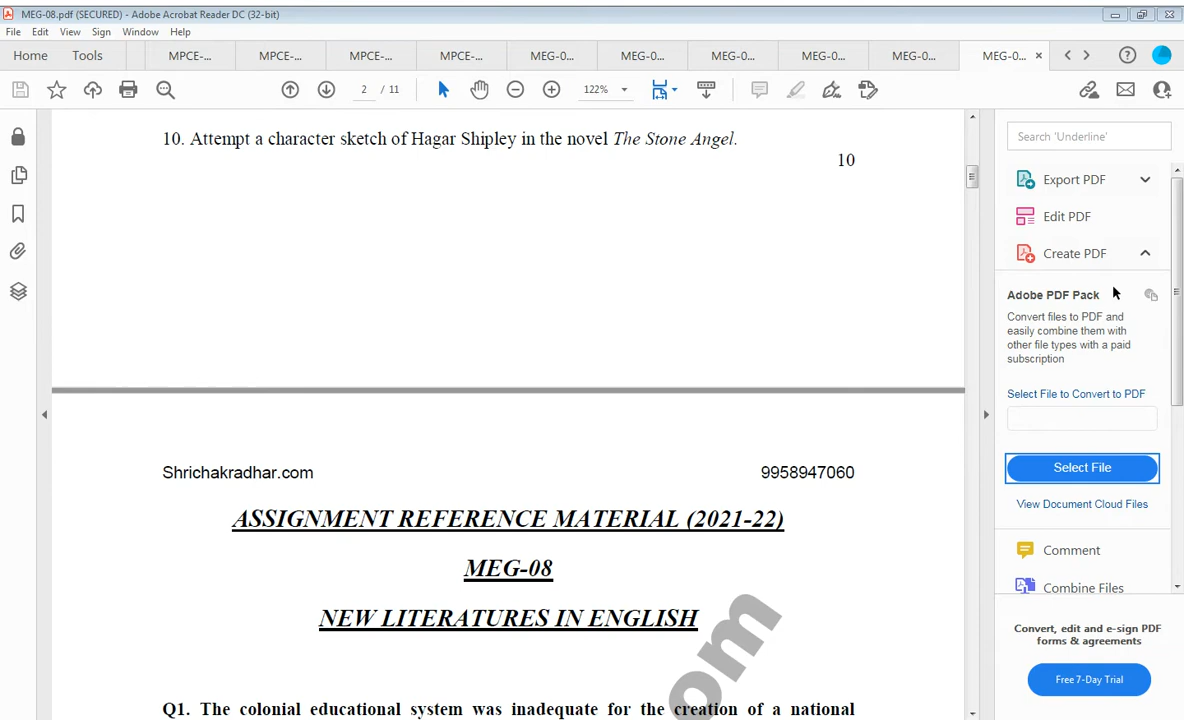 MEG-08.pdf (SECURED) - Adobe Acrobat Reader DC (32-bit)
File Edit View Sign Window Help
Home Tools MPCE-... MPCE-... MPCE-... MPCE-... MEG-0... MEG-0... MEG-0... MEG-0... MEG-0... MEG-0...
2 / 11 122%
10. Attempt a character sketch of Hagar Shipley in the novel The Stone Angel.
10
Shrichakradhar.com 9958947060
ASSIGNMENT REFERENCE MATERIAL (2021-22)
MEG-08
NEW LITERATURES IN ENGLISH
om
Q1. The colonial educational system was inadequate for the creation of a national
Search 'Underline'
Export PDF
Edit PDF
Create PDF
Adobe PDF Pack
Convert files to PDF and
easily combine them with
other file types with a paid
subscription
Select File to Convert to PDF
Select File
View Document Cloud Files
Comment
Combine Files
Convert, edit and e-sign PDF
forms & agreements
Free 7-Day Trial